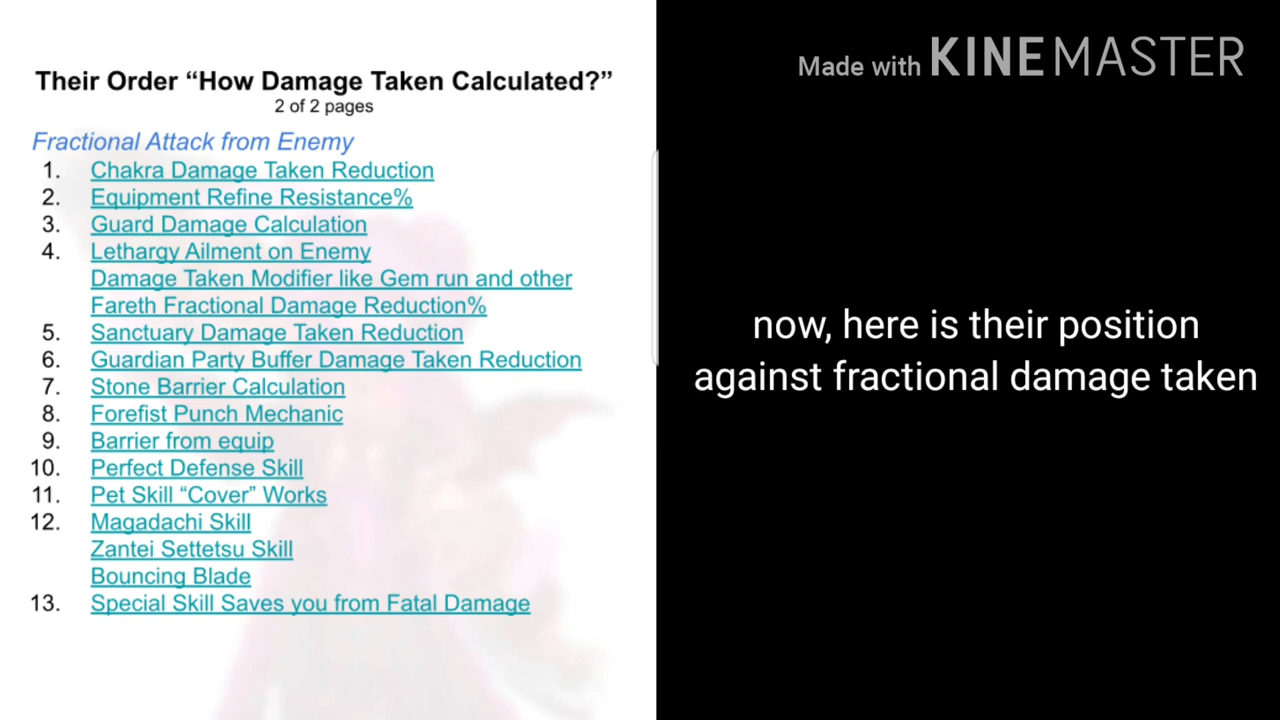 Their Order “How Damage Taken Calculated?”
2 of 2 pages
Fractional Attack from Enemy
1. Chakra Damage Taken Reduction
2. Equipment Refine Resistance%
3. Guard Damage Calculation
4. Lethargy Ailment on Enemy
Damage Taken Modifier like Gem run and other
Fareth Fractional Damage Reduction%
5. Sanctuary Damage Taken Reduction
6. Guardian Party Buffer Damage Taken Reduction
7. Stone Barrier Calculation
8. Forefist Punch Mechanic
9. Barrier from equip
10. Perfect Defense Skill
11. Pet Skill “Cover” Works
12. Magadachi Skill
Zantei Settetsu Skill
Bouncing Blade
13. Special Skill Saves you from Fatal Damage
Made with KINEMASTER
now, here is their position
against fractional damage taken